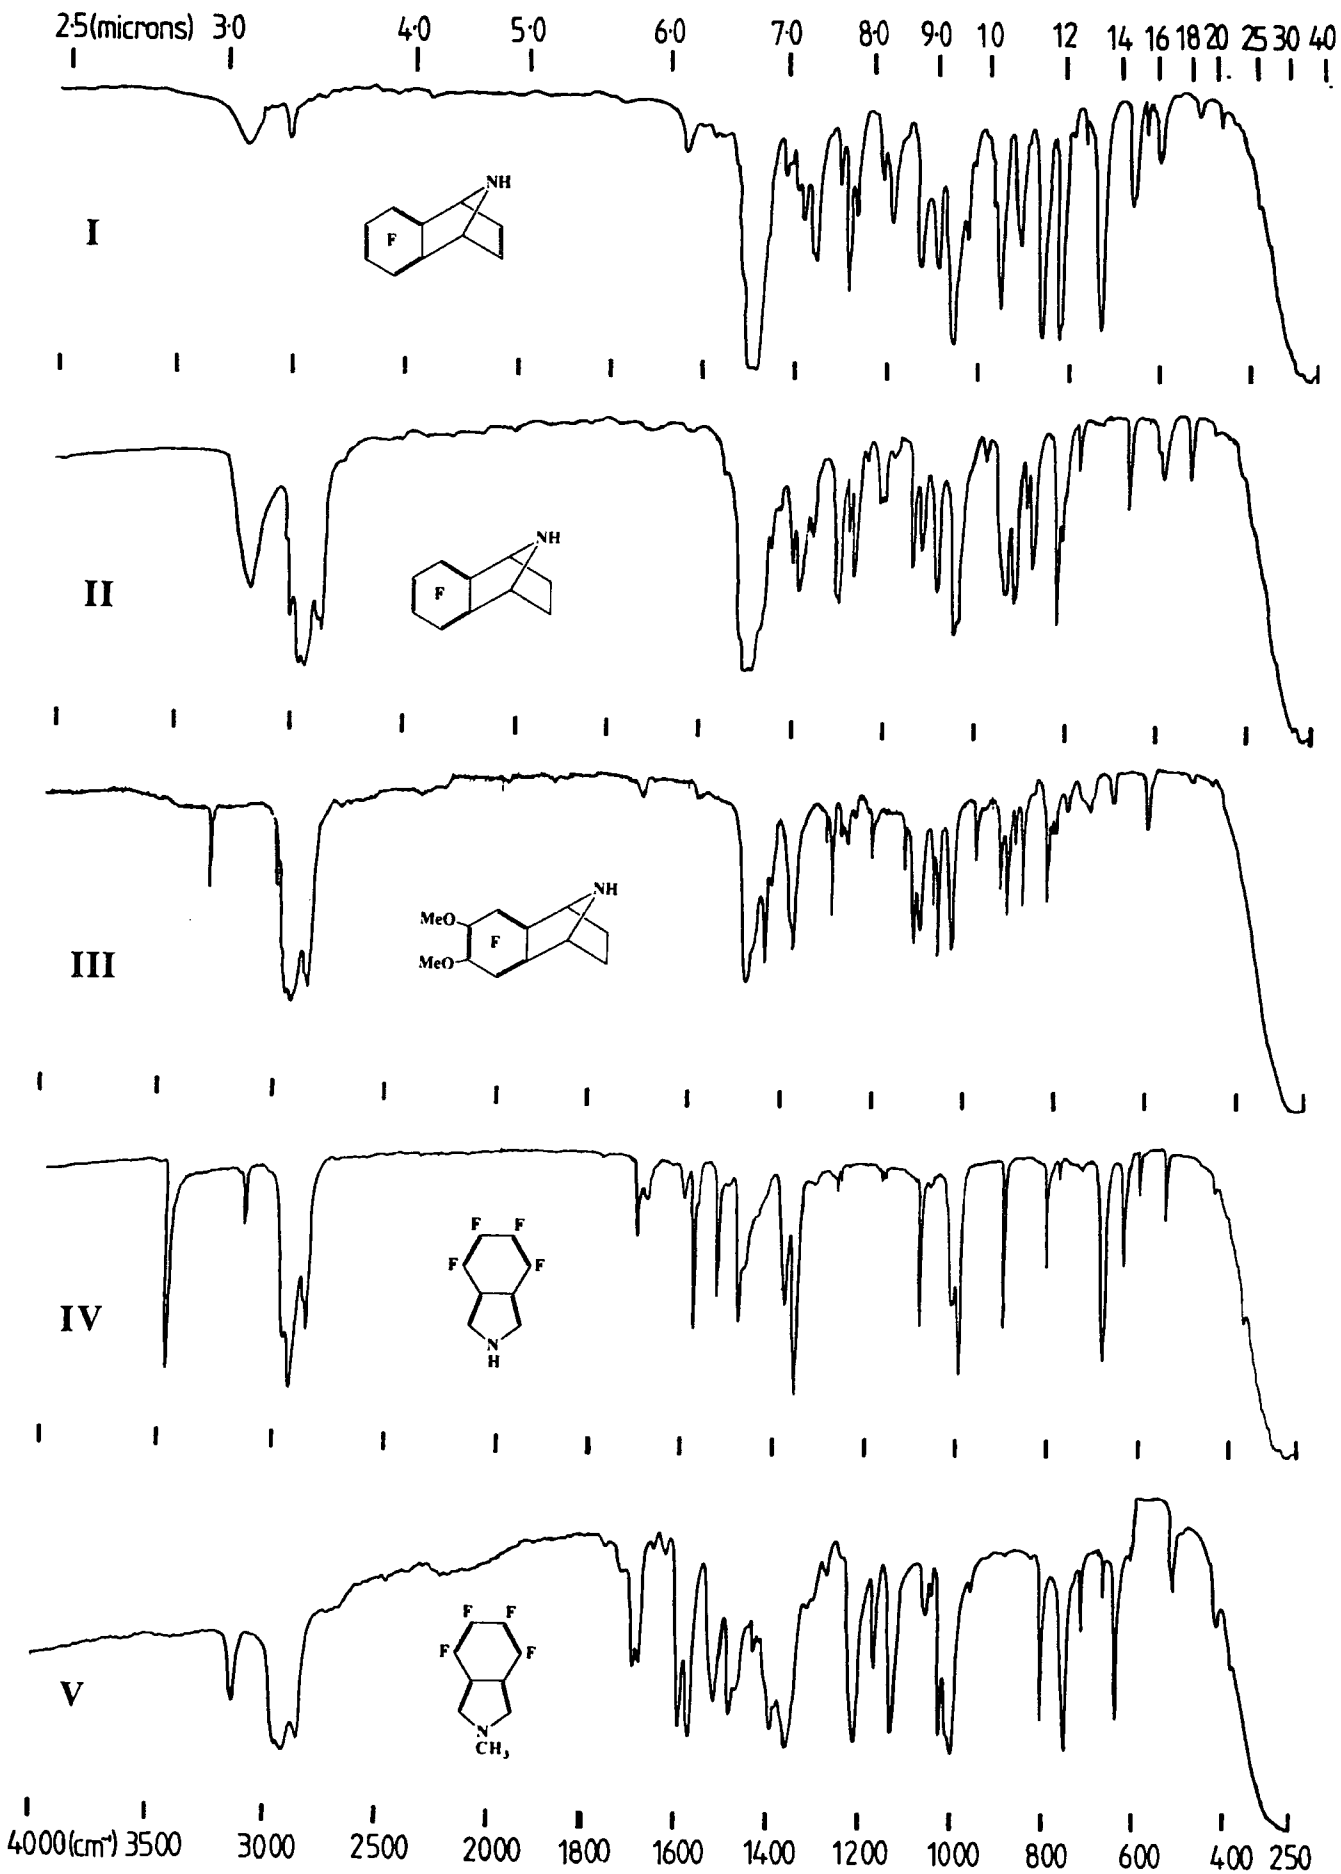 2·5(microns) 3·0 4·0 5·0 6·0 7·0 8·0 9·0 10 12 14 16 18 20 25 30 40
NH
I
F
NH
II
F
NH
MeO
F
III
MeO
F F
F F
IV
N
H
F F
F F
V
N
CH₃
4000(cm⁻¹) 3500 3000 2500 2000 1800 1600 1400 1200 1000 800 600 400 250